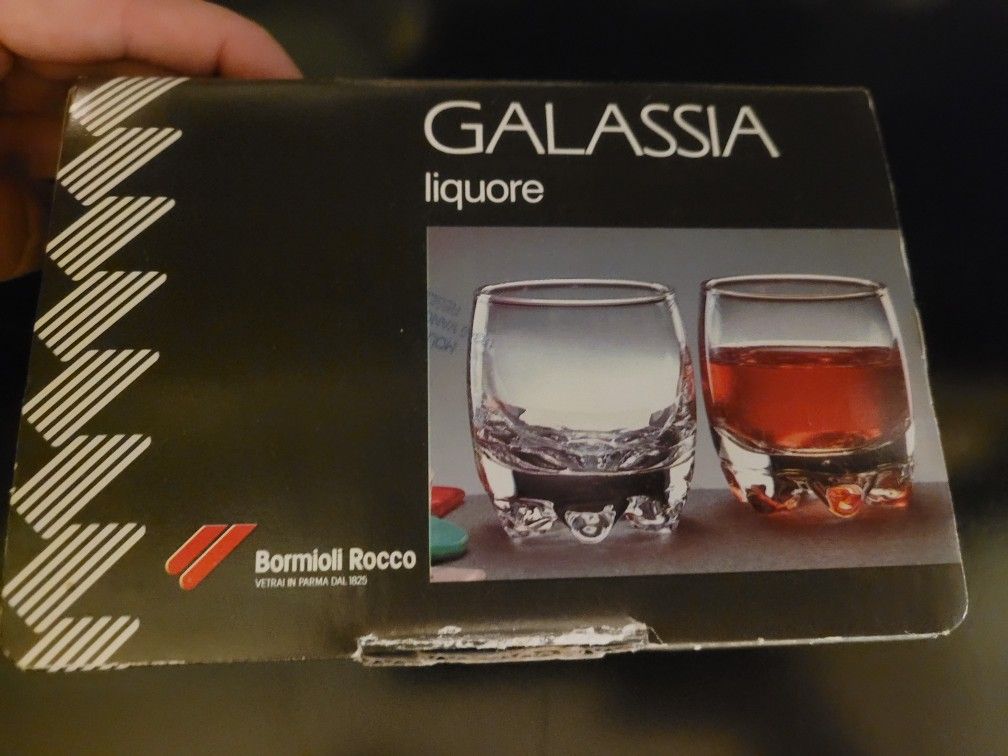 GALASSIA
liquore
Bormioli Rocco
VETRAI IN PARMA DAL 1825